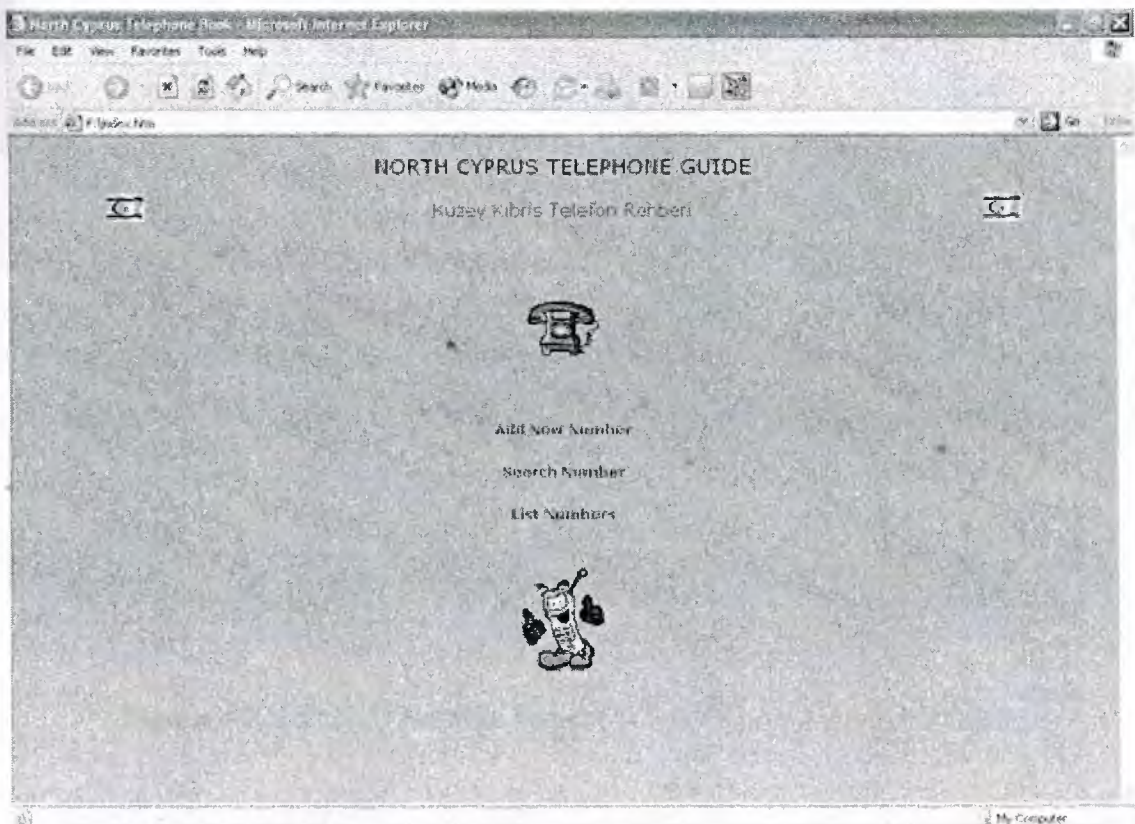 North Cyprus Telephone Book - Microsoft Internet Explorer
File Edit View Favorites Tools Help
Search Favorites Media
Go
NORTH CYPRUS TELEPHONE GUIDE
Kuzey Kibris Telefon Rehberi
Add New Number
Search Number
List Numbers
My Computer